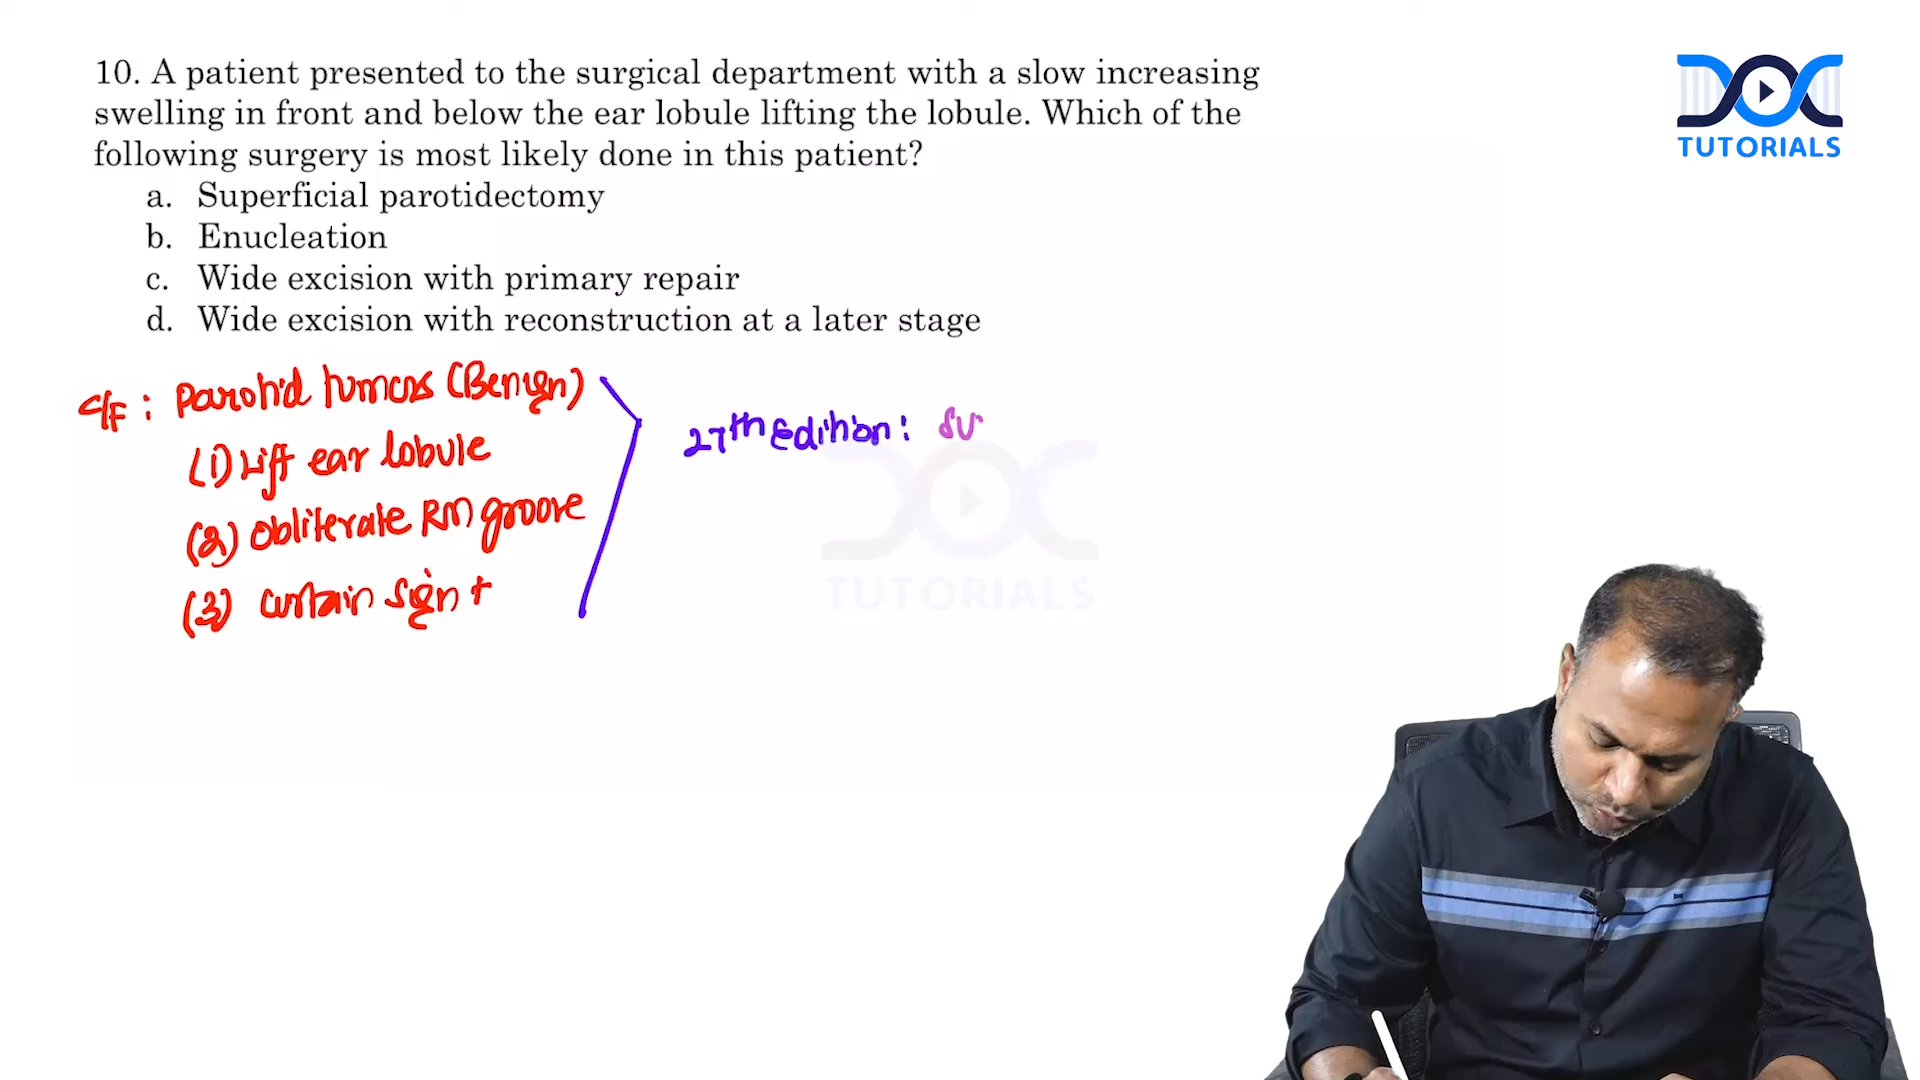 10. A patient presented to the surgical department with a slow increasing
swelling in front and below the ear lobule lifting the lobule. Which of the
following surgery is most likely done in this patient?
a. Superficial parotidectomy
b. Enucleation
c. Wide excision with primary repair
d. Wide excision with reconstruction at a later stage
DOC
TUTORIALS
C/F : Parotid tumors (Benign)
(1) Lift ear lobule
(2) Obliterate RM groove
(3) Curtain sign +
27th Edition : SU
DOC
TUTORIALS